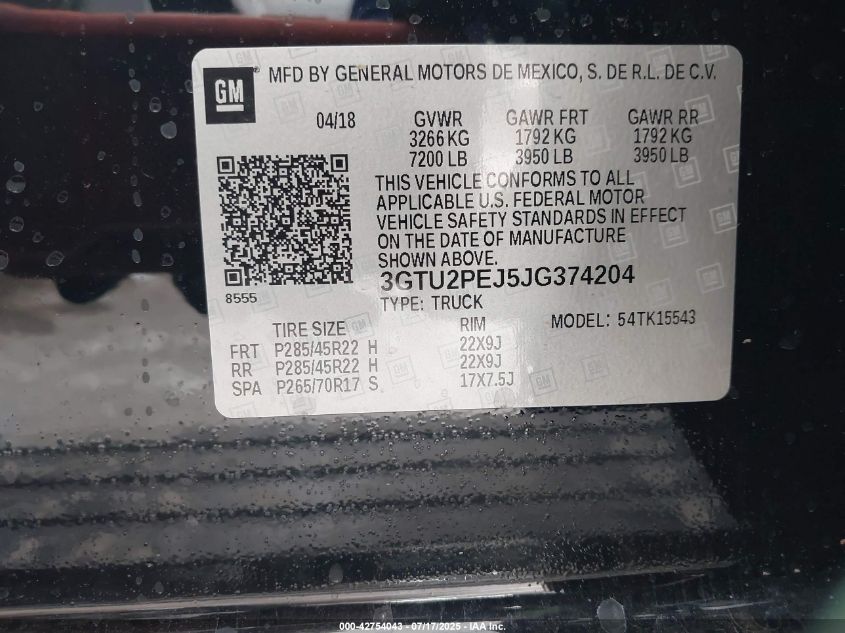 GM ® MFD BY GENERAL MOTORS DE MEXICO, S. DE R.L. DE C.V.
04/18 GVWR GAWR FRT GAWR RR
3266 KG 1792 KG 1792 KG
7200 LB 3950 LB 3950 LB
THIS VEHICLE CONFORMS TO ALL
APPLICABLE U.S. FEDERAL MOTOR
VEHICLE SAFETY STANDARDS IN EFFECT
ON THE DATE OF MANUFACTURE
SHOWN ABOVE.
3GTU2PEJ5JG374204
8555
TYPE: TRUCK
TIRE SIZE RIM MODEL: 54TK15543
FRT P285/45R22 H 22X9J
RR P285/45R22 H 22X9J
SPA P265/70R17 S 17X7.5J
000-42754043 - 07/17/2025 - IAA Inc.